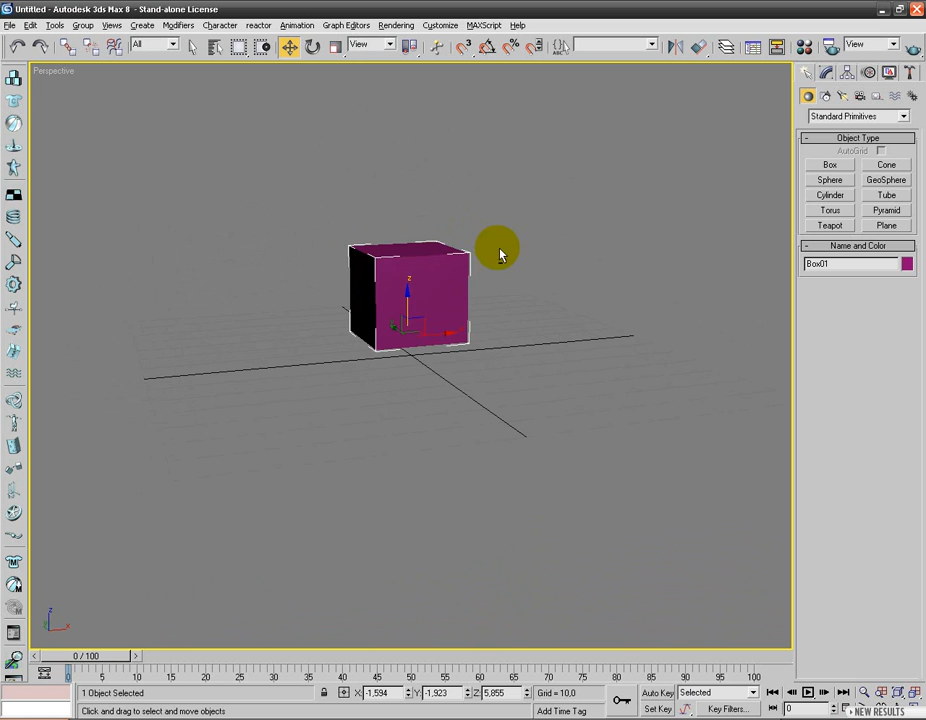 Untitled - Autodesk 3ds Max 8 - Stand-alone License
File Edit Tools Group Views Create Modifiers Character reactor Animation Graph Editors Rendering Customize MAXScript Help
All
View
View
Perspective
Standard Primitives
- Object Type
AutoGrid
Box Cone
Sphere GeoSphere
Cylinder Tube
Torus Pyramid
Teapot Plane
- Name and Color
Box01
z
z
x
< 0 / 100 >
0 5 10 15 20 25 30 35 40 45 50 55 60 65 70 75 80 85 90 95 100
1 Object Selected X: -1,594 Y: -1,923 Z: 5,855 Grid = 10,0 Auto Key Selected
Click and drag to select and move objects Add Time Tag Set Key Key Filters... 0
NEW RESULTS